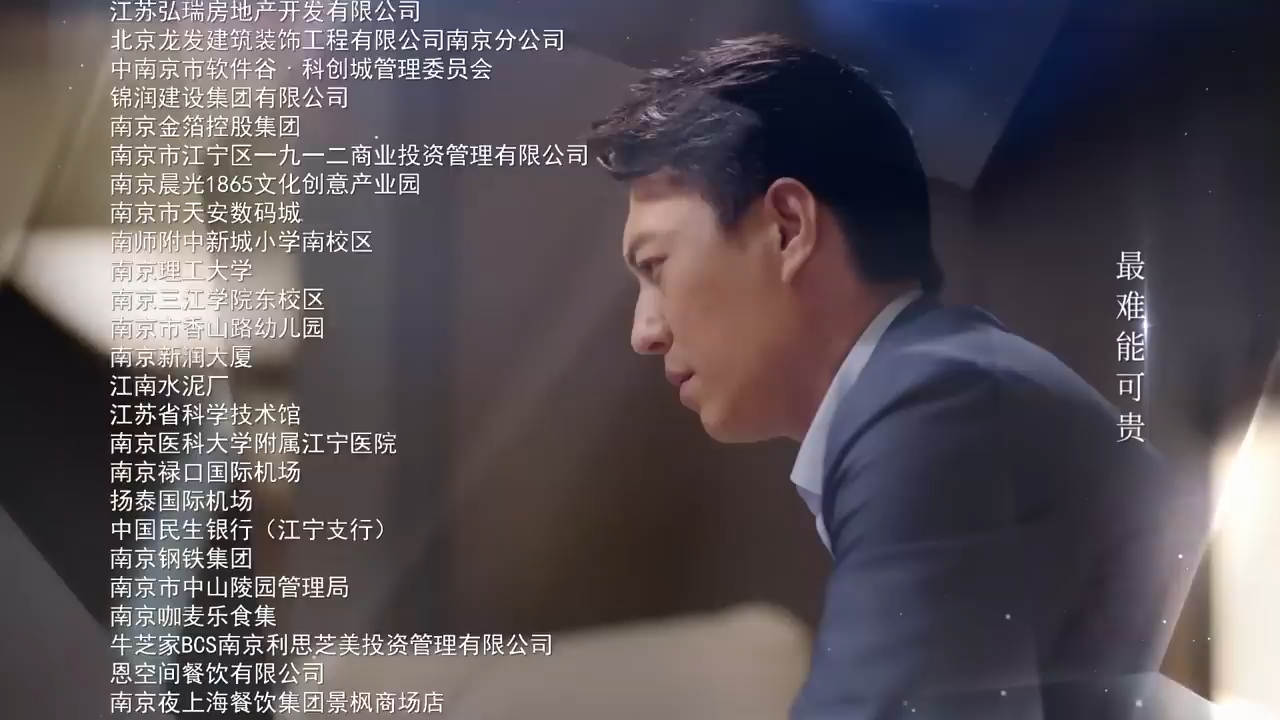 江苏弘瑞房地产开发有限公司
北京龙发建筑装饰工程有限公司南京分公司
中南京市软件谷·科创城管理委员会
锦润建设集团有限公司
南京金箔控股集团
南京市江宁区一九一二商业投资管理有限公司
南京晨光1865文化创意产业园
南京市天安数码城
南师附中新城小学南校区
南京理工大学
南京三江学院东校区
南京市香山路幼儿园
南京新润大厦
江南水泥厂
江苏省科学技术馆
南京医科大学附属江宁医院
南京禄口国际机场
扬泰国际机场
中国民生银行（江宁支行）
南京钢铁集团
南京市中山陵园管理局
南京咖麦乐食集
牛芝家BCS南京利思芝美投资管理有限公司
恩空间餐饮有限公司
南京夜上海餐饮集团景枫商场店
最难能可贵